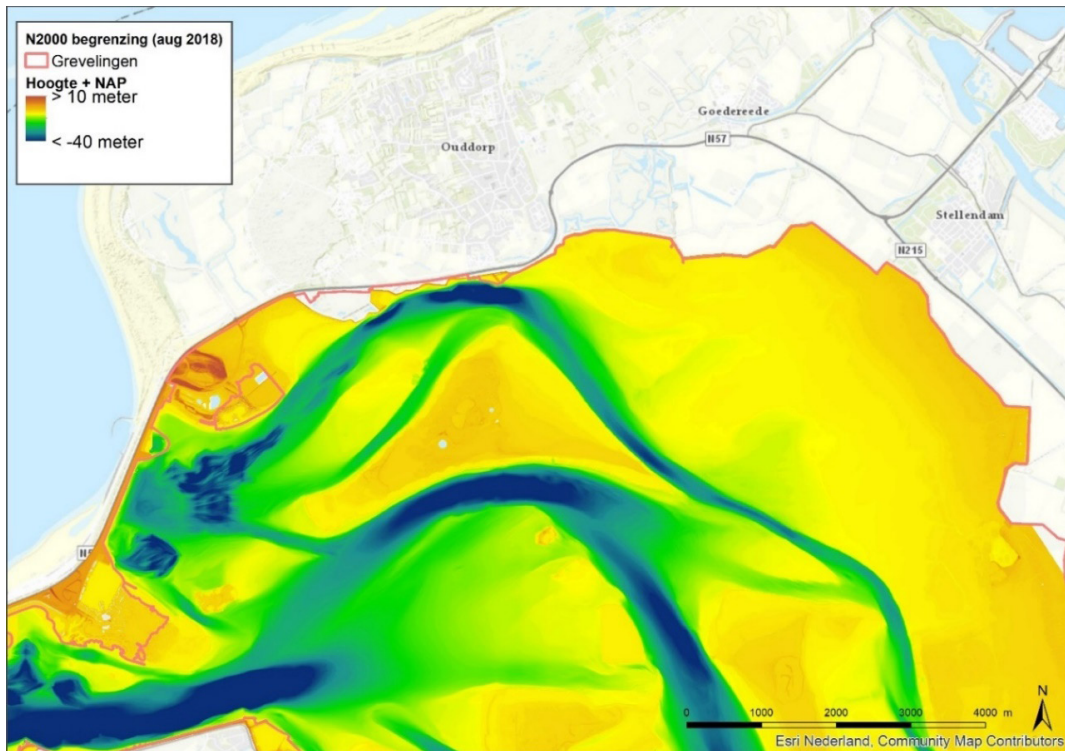 N2000 begrenzing (aug 2018)
Grevelingen
Hoogte + NAP
> 10 meter
< -40 meter
Goedereede
N57
Ouddorp
Stellendam
N215
N
0 1000 2000 3000 4000 m
Esri Nederland, Community Map Contributors